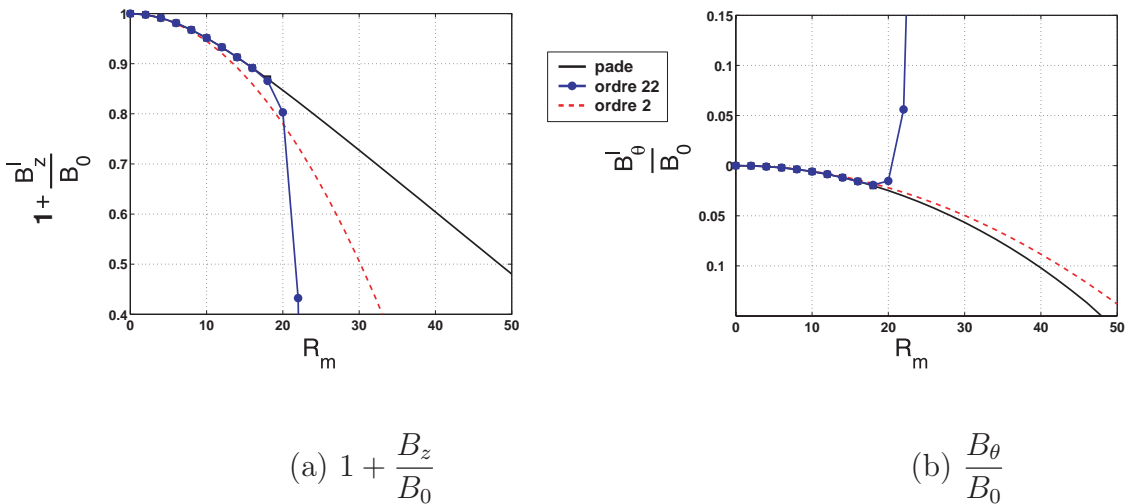 1
0.9
0.8
0.7
0.6
0.5
0.4
0 10 20 30 40 50
R_m
1 + B_z^I / B_0
pade
ordre 22
ordre 2
0.15
0.1
0.05
0
0.05
0.1
0 10 20 30 40 50
R_m
B_θ^I / B_0
(a) 1 + B_z / B_0
(b) B_θ / B_0